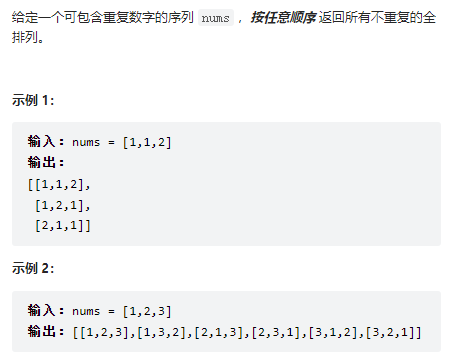 给定一个可包含重复数字的序列 nums ，按任意顺序 返回所有不重复的全
排列。
示例 1：
输入：nums = [1,1,2]
输出：
[[1,1,2],
[1,2,1],
[2,1,1]]
示例 2：
输入：nums = [1,2,3]
输出：[[1,2,3],[1,3,2],[2,1,3],[2,3,1],[3,1,2],[3,2,1]]